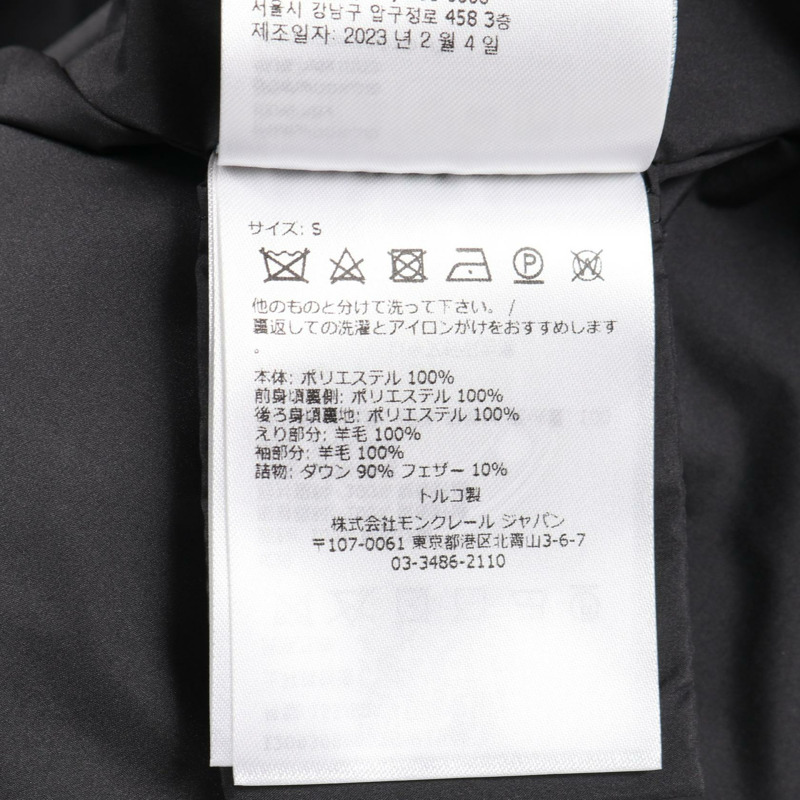 서울시 강남구 압구정로 458 3층
제조일자: 2023 년 2 월 4 일
サイズ: S
P
W
他のものと分けて洗って下さい。 /
裏返しての洗濯とアイロンがけをおすすめします
。
本体: ポリエステル 100%
前身頃裏側: ポリエステル 100%
後ろ身頃裏地: ポリエステル 100%
えり部分: 羊毛 100%
袖部分: 羊毛 100%
詰物: ダウン 90% フェザー 10%
トルコ製
株式会社モンクレール ジャパン
〒107-0061 東京都港区北青山3-6-7
03-3486-2110